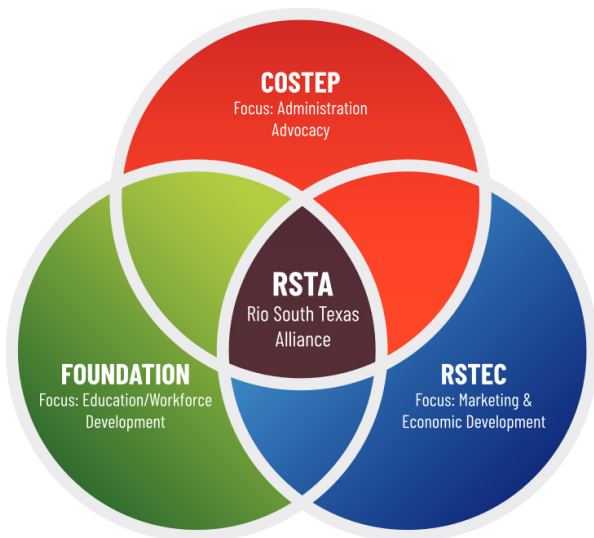 COSTEP
Focus: Administration
Advocacy
RSTA
Rio South Texas
Alliance
FOUNDATION
Focus: Education/Workforce
Development
RSTEC
Focus: Marketing &
Economic Development